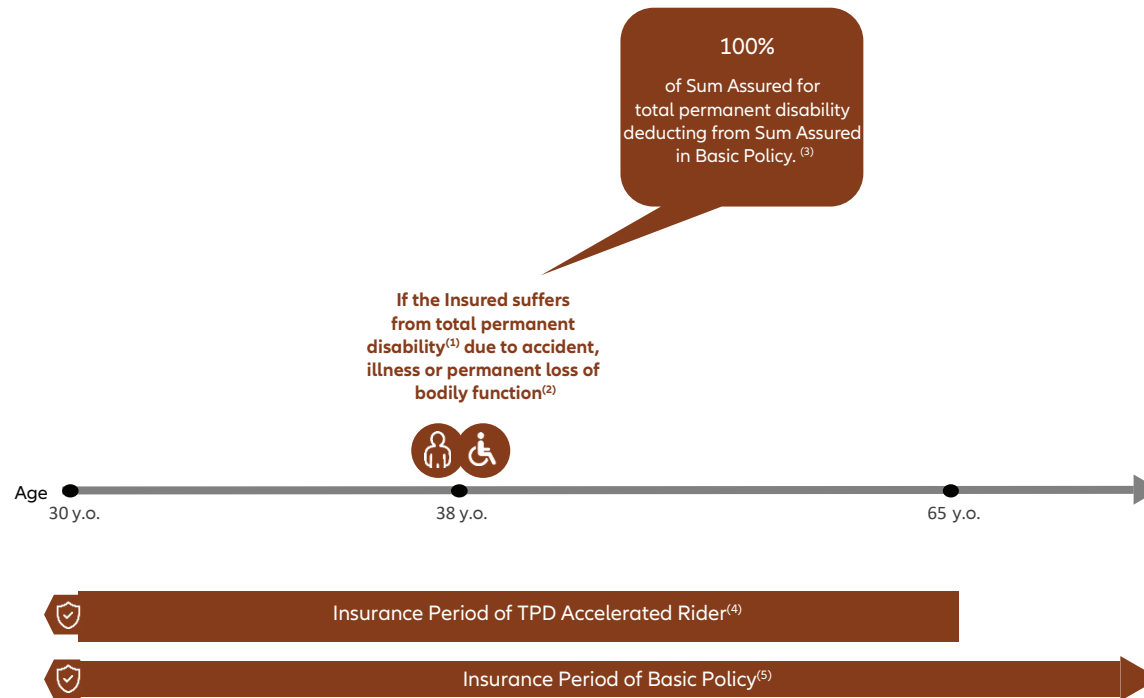 100%
of Sum Assured for
total permanent disability
deducting from Sum Assured
in Basic Policy. (3)
If the Insured suffers
from total permanent
disability(1) due to accident,
illness or permanent loss of
bodily function(2)
Age
30 y.o.
38 y.o.
65 y.o.
Insurance Period of TPD Accelerated Rider(4)
Insurance Period of Basic Policy(5)